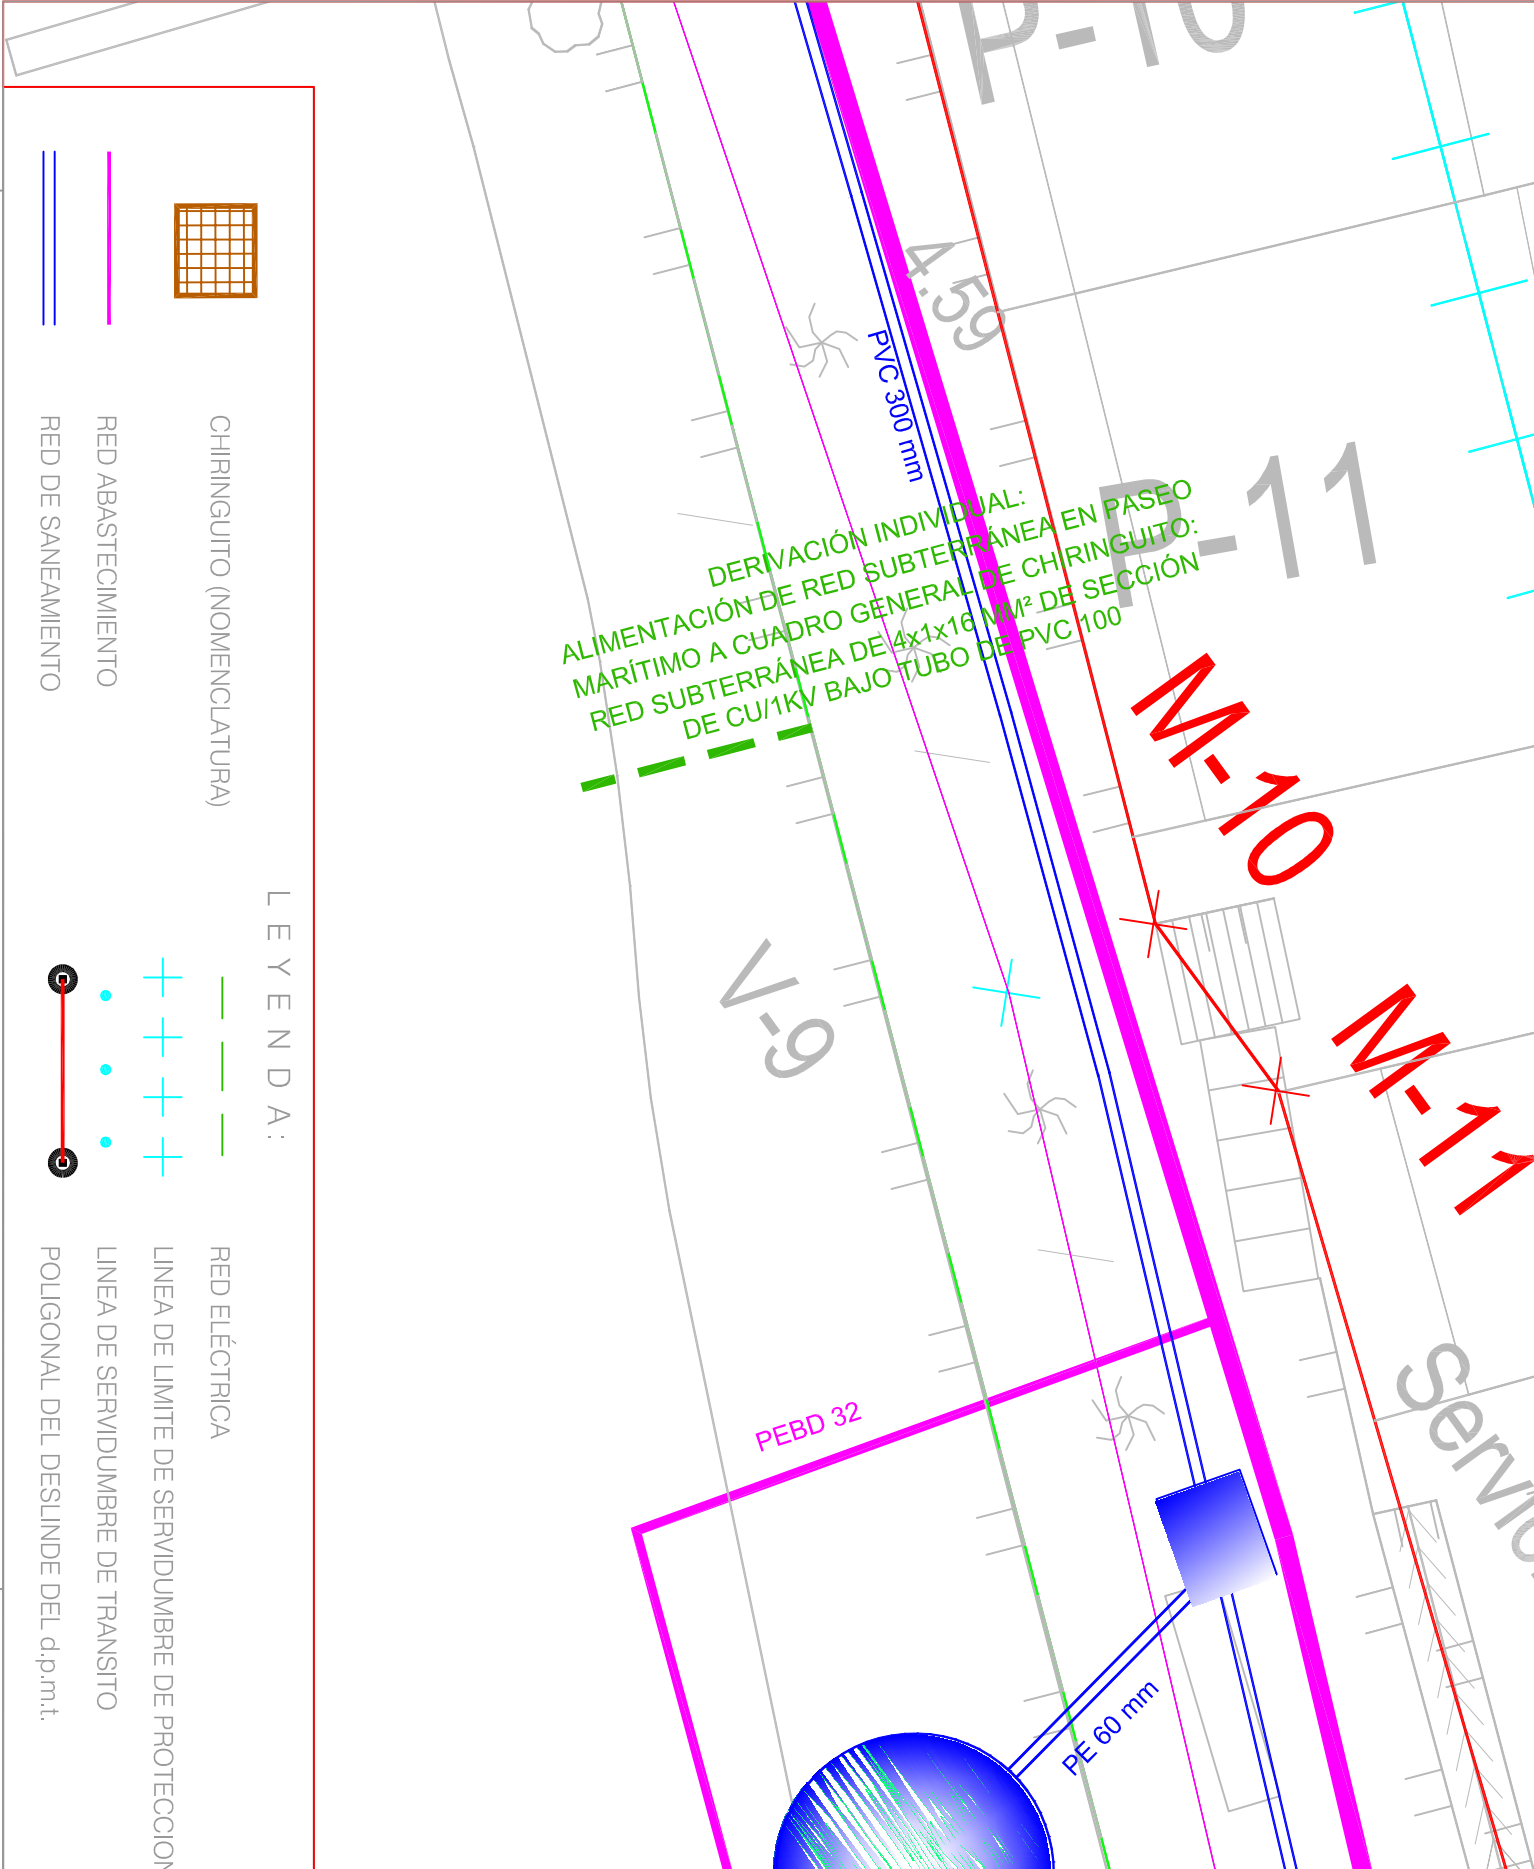 P-10
4.59
PVC 300 mm
P-11
DERIVACIÓN INDIVIDUAL:
ALIMENTACIÓN DE RED SUBTERRÁNEA EN PASEO
MARÍTIMO A CUADRO GENERAL DE CHIRINGUITO:
RED SUBTERRÁNEA DE 4x1x16 MM² DE SECCIÓN
DE CU/1KV BAJO TUBO DE PVC 100
M-10
V-9
M-11
PEBD 32
PE 60 mm
L E Y E N D A :
CHIRINGUITO (NOMENCLATURA)
RED ABASTECIMIENTO
RED DE SANEAMIENTO
RED ELÉCTRICA
LINEA DE LIMITE DE SERVIDUMBRE DE PROTECCION
LINEA DE SERVIDUMBRE DE TRANSITO
POLIGONAL DEL DESLINDE DEL d.p.m.t.